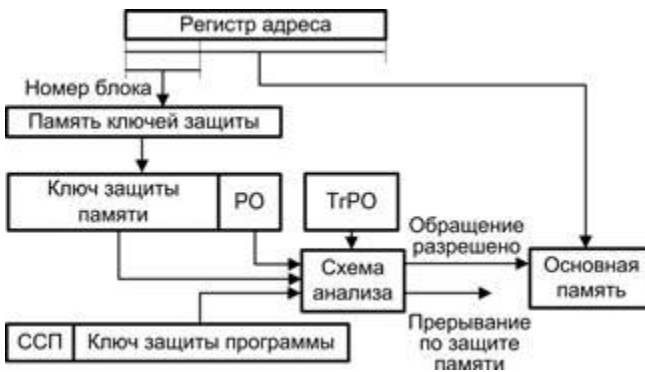 Регистр адреса
Номер блока
Память ключей защиты
Ключ защиты
памяти
РО
ТгРО
Обращение
разрешено
Схема
анализа
Основная
память
Прерывание
по защите
памяти
ССП
Ключ защиты программы